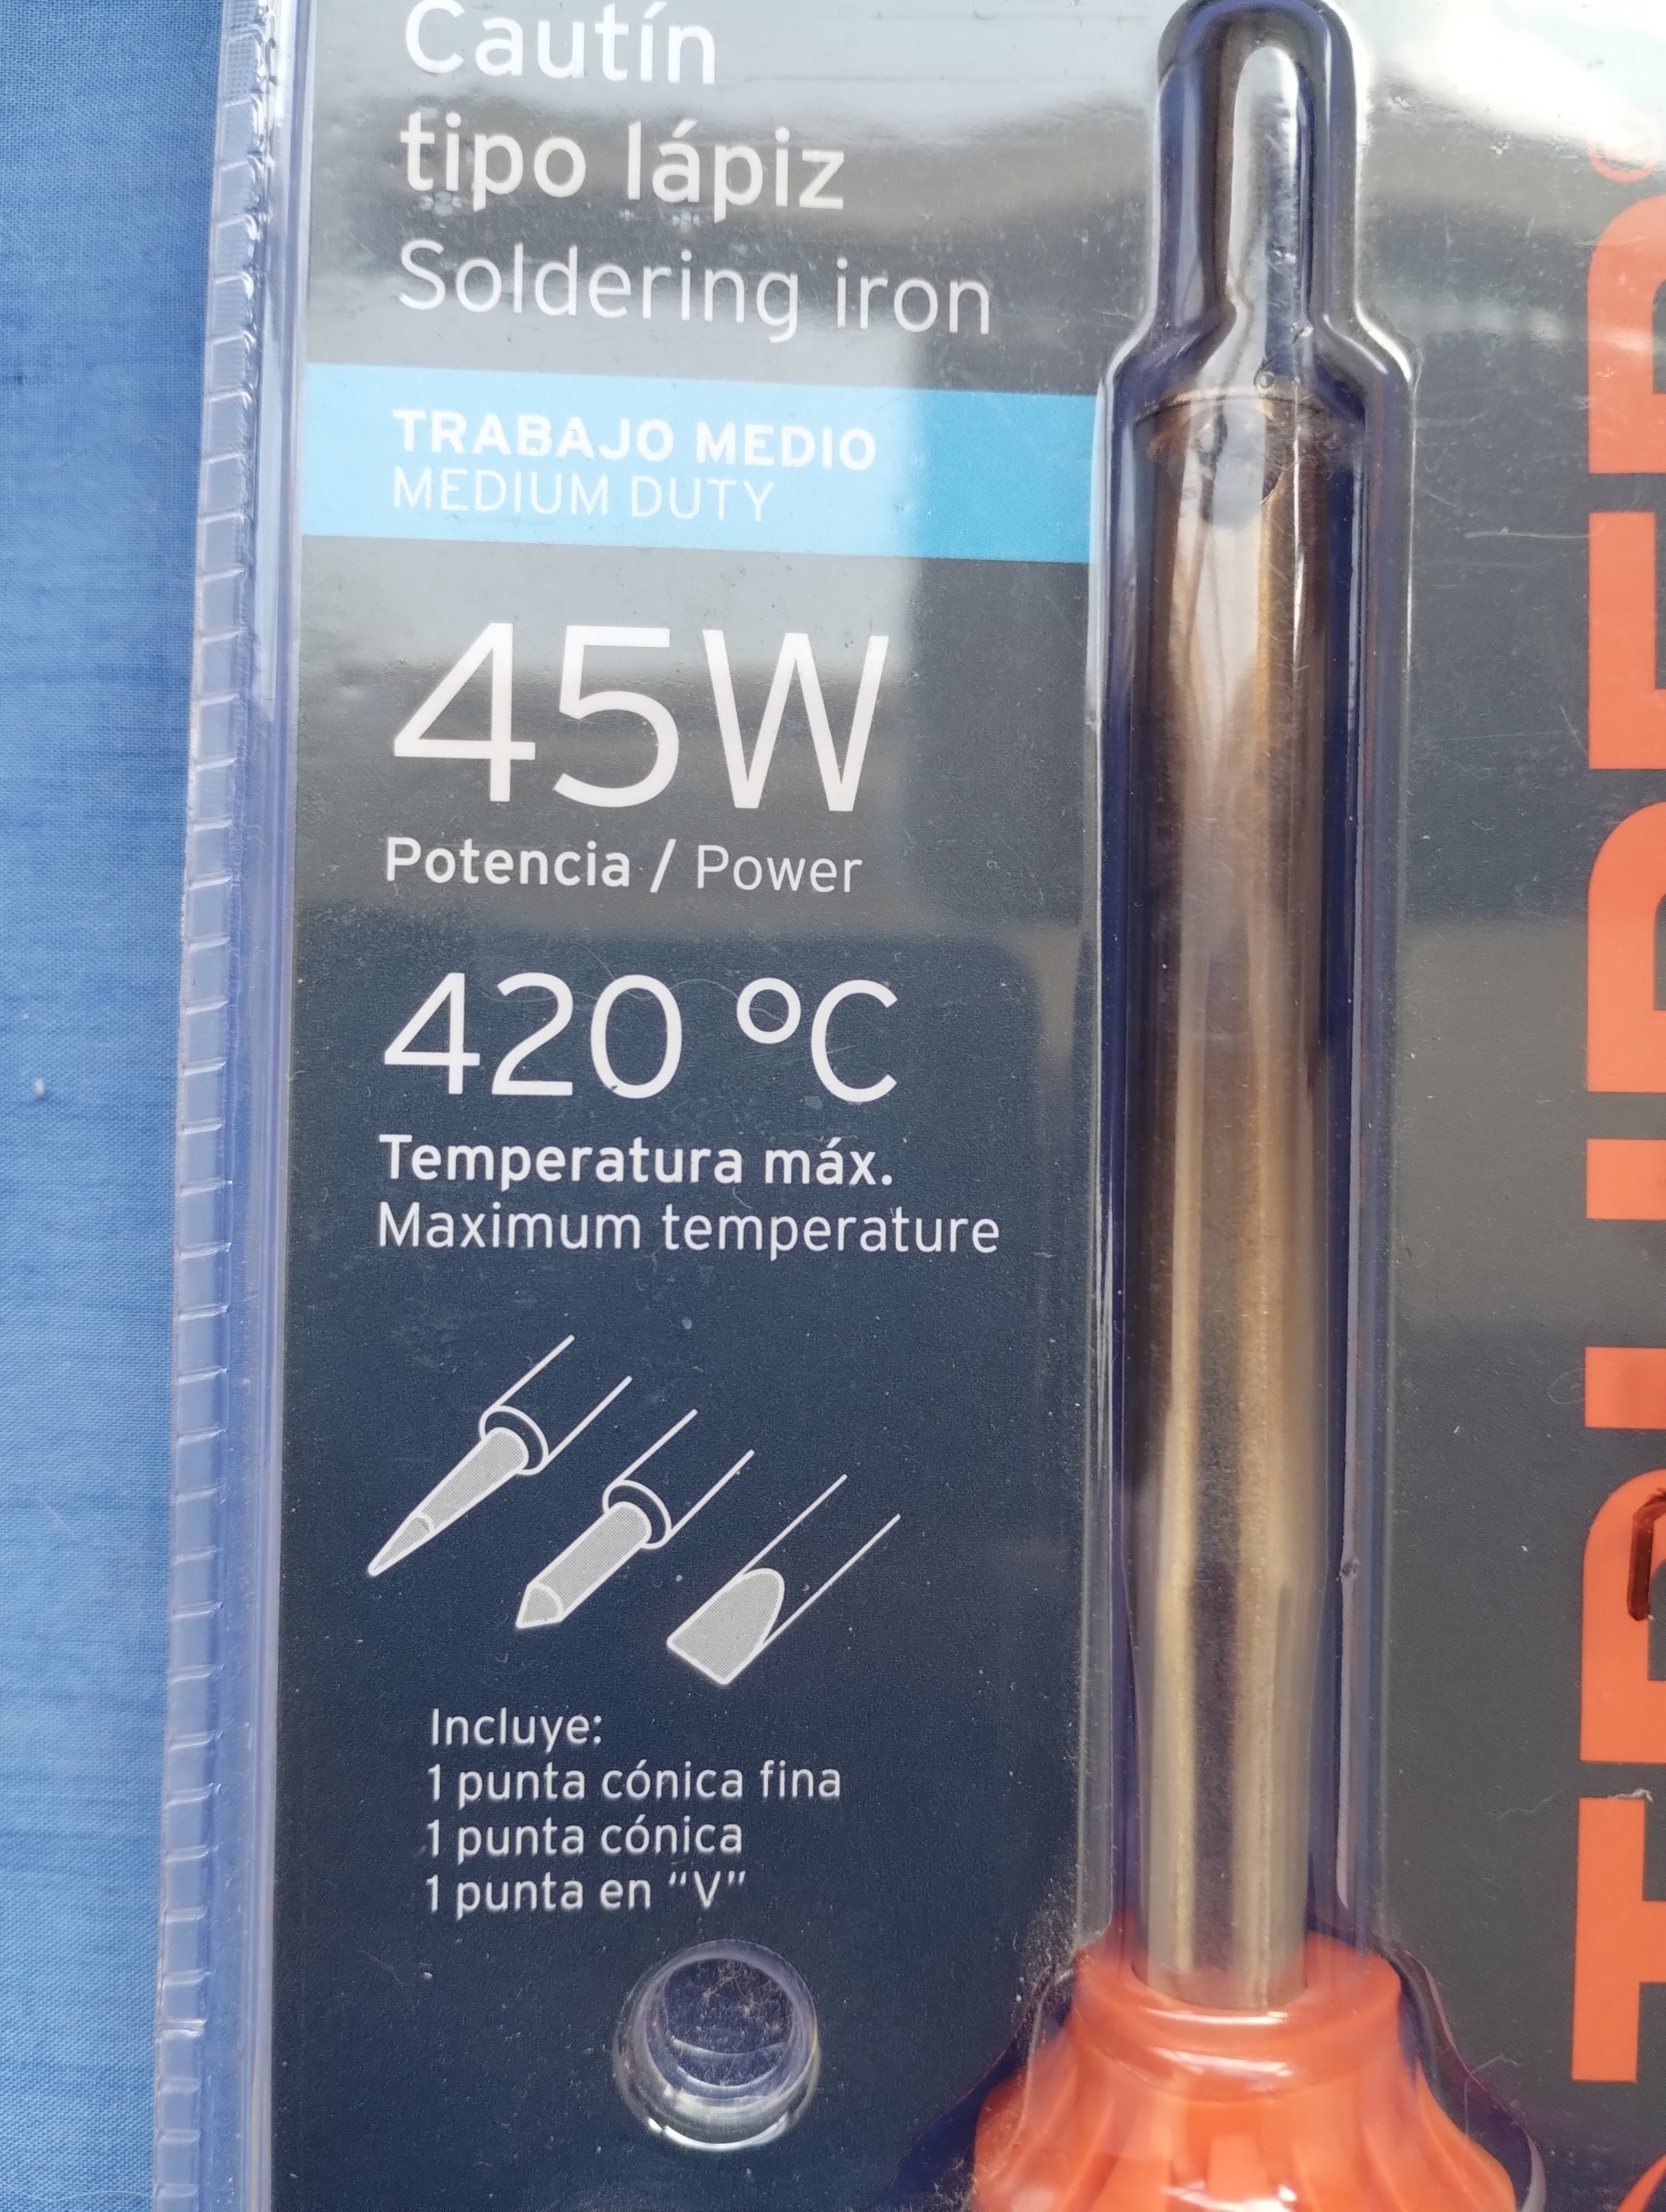 Cautín
tipo lápiz
Soldering iron
TRABAJO MEDIO
MEDIUM DUTY
45W
Potencia / Power
420 °C
Temperatura máx.
Maximum temperature
Incluye:
1 punta cónica fina
1 punta cónica
1 punta en “V”